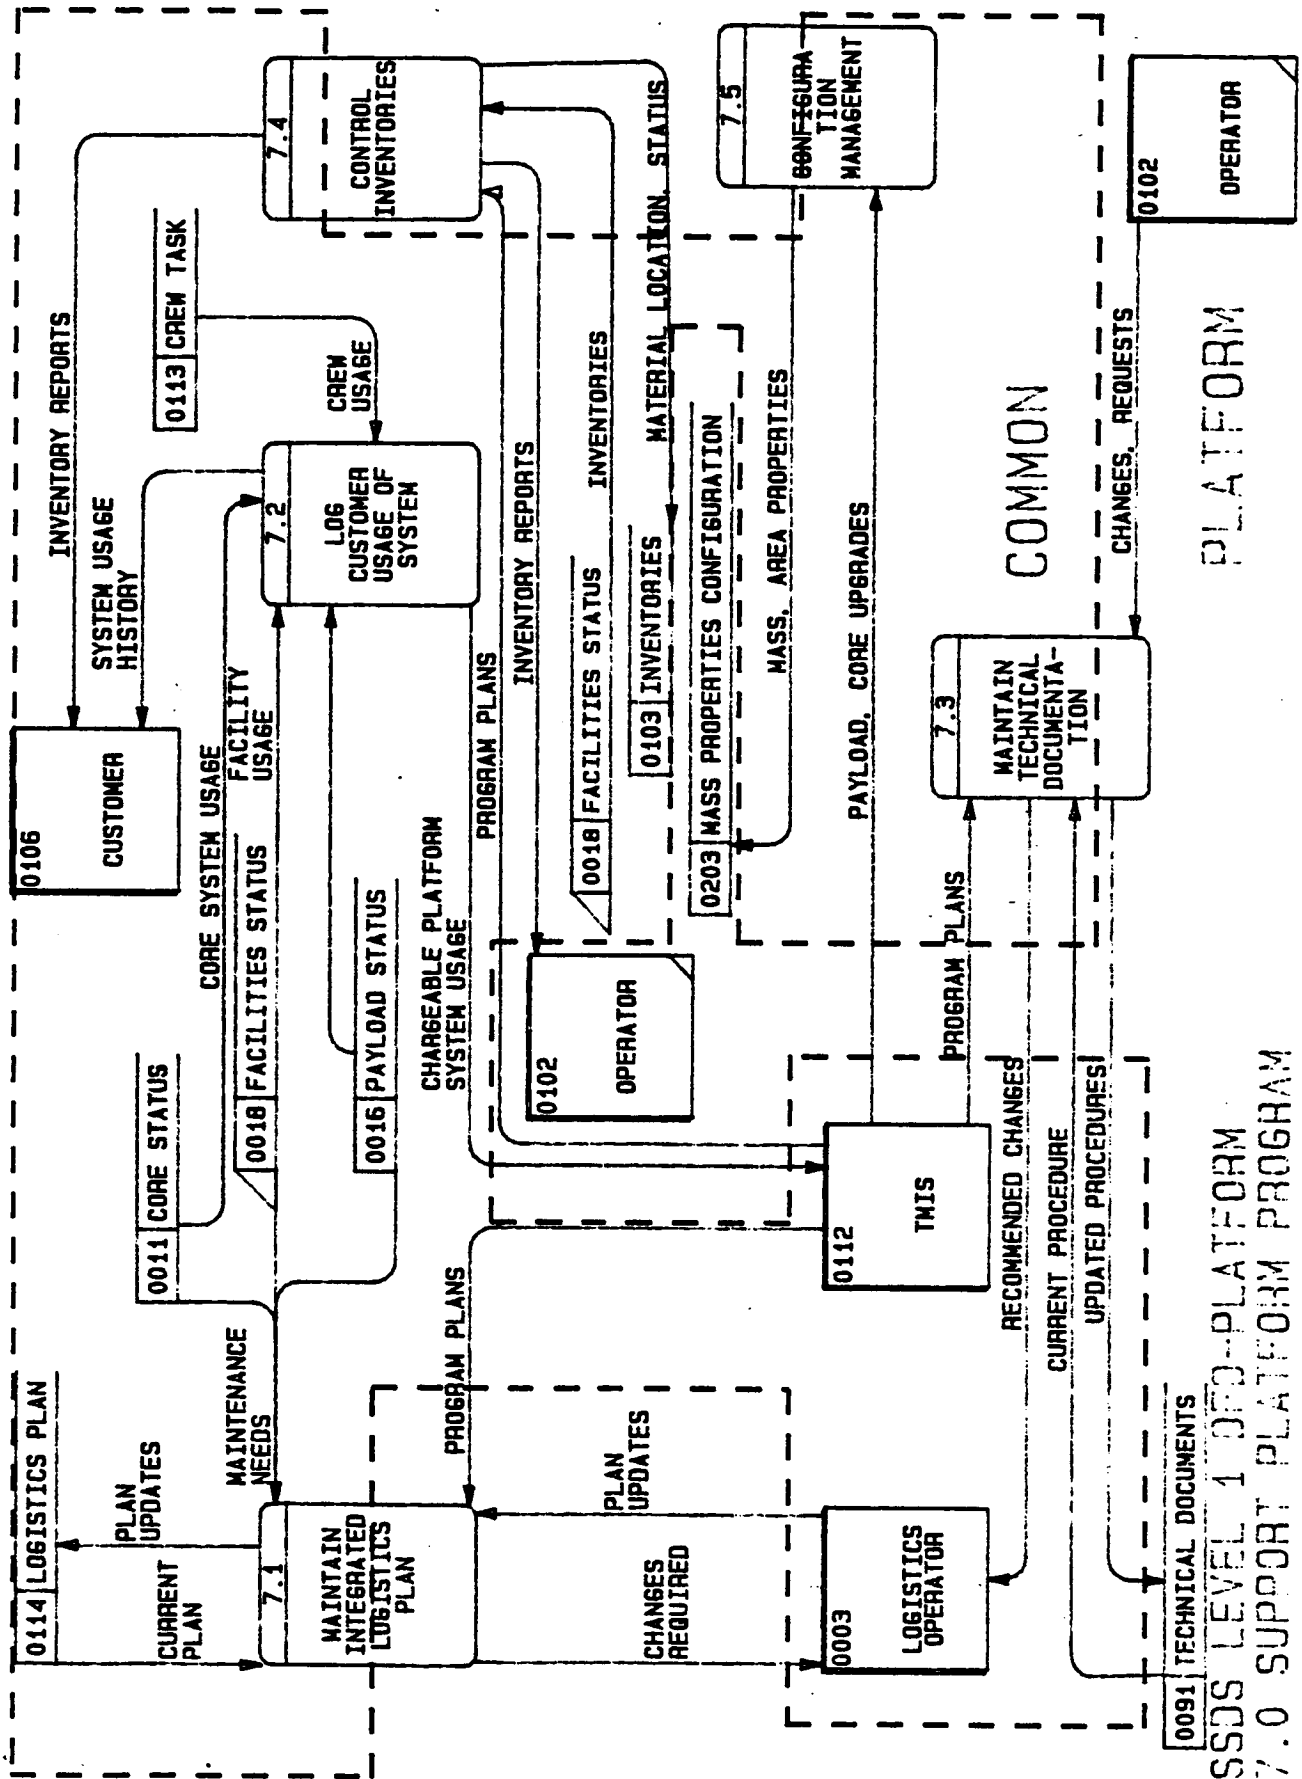 0114 LOGISTICS PLAN
CURRENT
PLAN
PLAN
UPDATES
7.1
MAINTAIN
INTEGRATED
LOGISTICS
PLAN
MAINTENANCE
NEEDS
0011 CORE STATUS
0018 FACILITIES STATUS
0016 PAYLOAD STATUS
CORE SYSTEM USAGE
FACILITY
USAGE
0106
CUSTOMER
SYSTEM USAGE
HISTORY
INVENTORY REPORTS
0113 CREW TASK
CREW
USAGE
7.2
LOG
CUSTOMER
USAGE OF
SYSTEM
7.4
CONTROL
INVENTORIES
CHARGEABLE PLATFORM
SYSTEM USAGE
PROGRAM PLANS
PROGRAM PLANS
INVENTORY REPORTS
0102
OPERATOR
0018 FACILITIES STATUS
INVENTORIES
0103 INVENTORIES
MATERIAL LOCATION, STATUS
0203 MASS PROPERTIES CONFIGURATION
MASS, AREA PROPERTIES
7.5
CONFIGURA
TION
MANAGEMENT
CHANGES
REQUIRED
PLAN
UPDATES
0003
LOGISTICS
OPERATOR
0112
TMIS
PAYLOAD, CORE UPGRADES
PROGRAM PLANS
7.3
MAINTAIN
TECHNICAL
DOCUMENTA-
TION
COMMON
RECOMMENDED CHANGES
CURRENT PROCEDURE
UPDATED PROCEDURES
CHANGES, REQUESTS
0102
OPERATOR
0091 TECHNICAL DOCUMENTS
PLATFORM
SSDS LEVEL 1 DFD-PLATFORM
7.0 SUPPORT PLATFORM PROGRAM